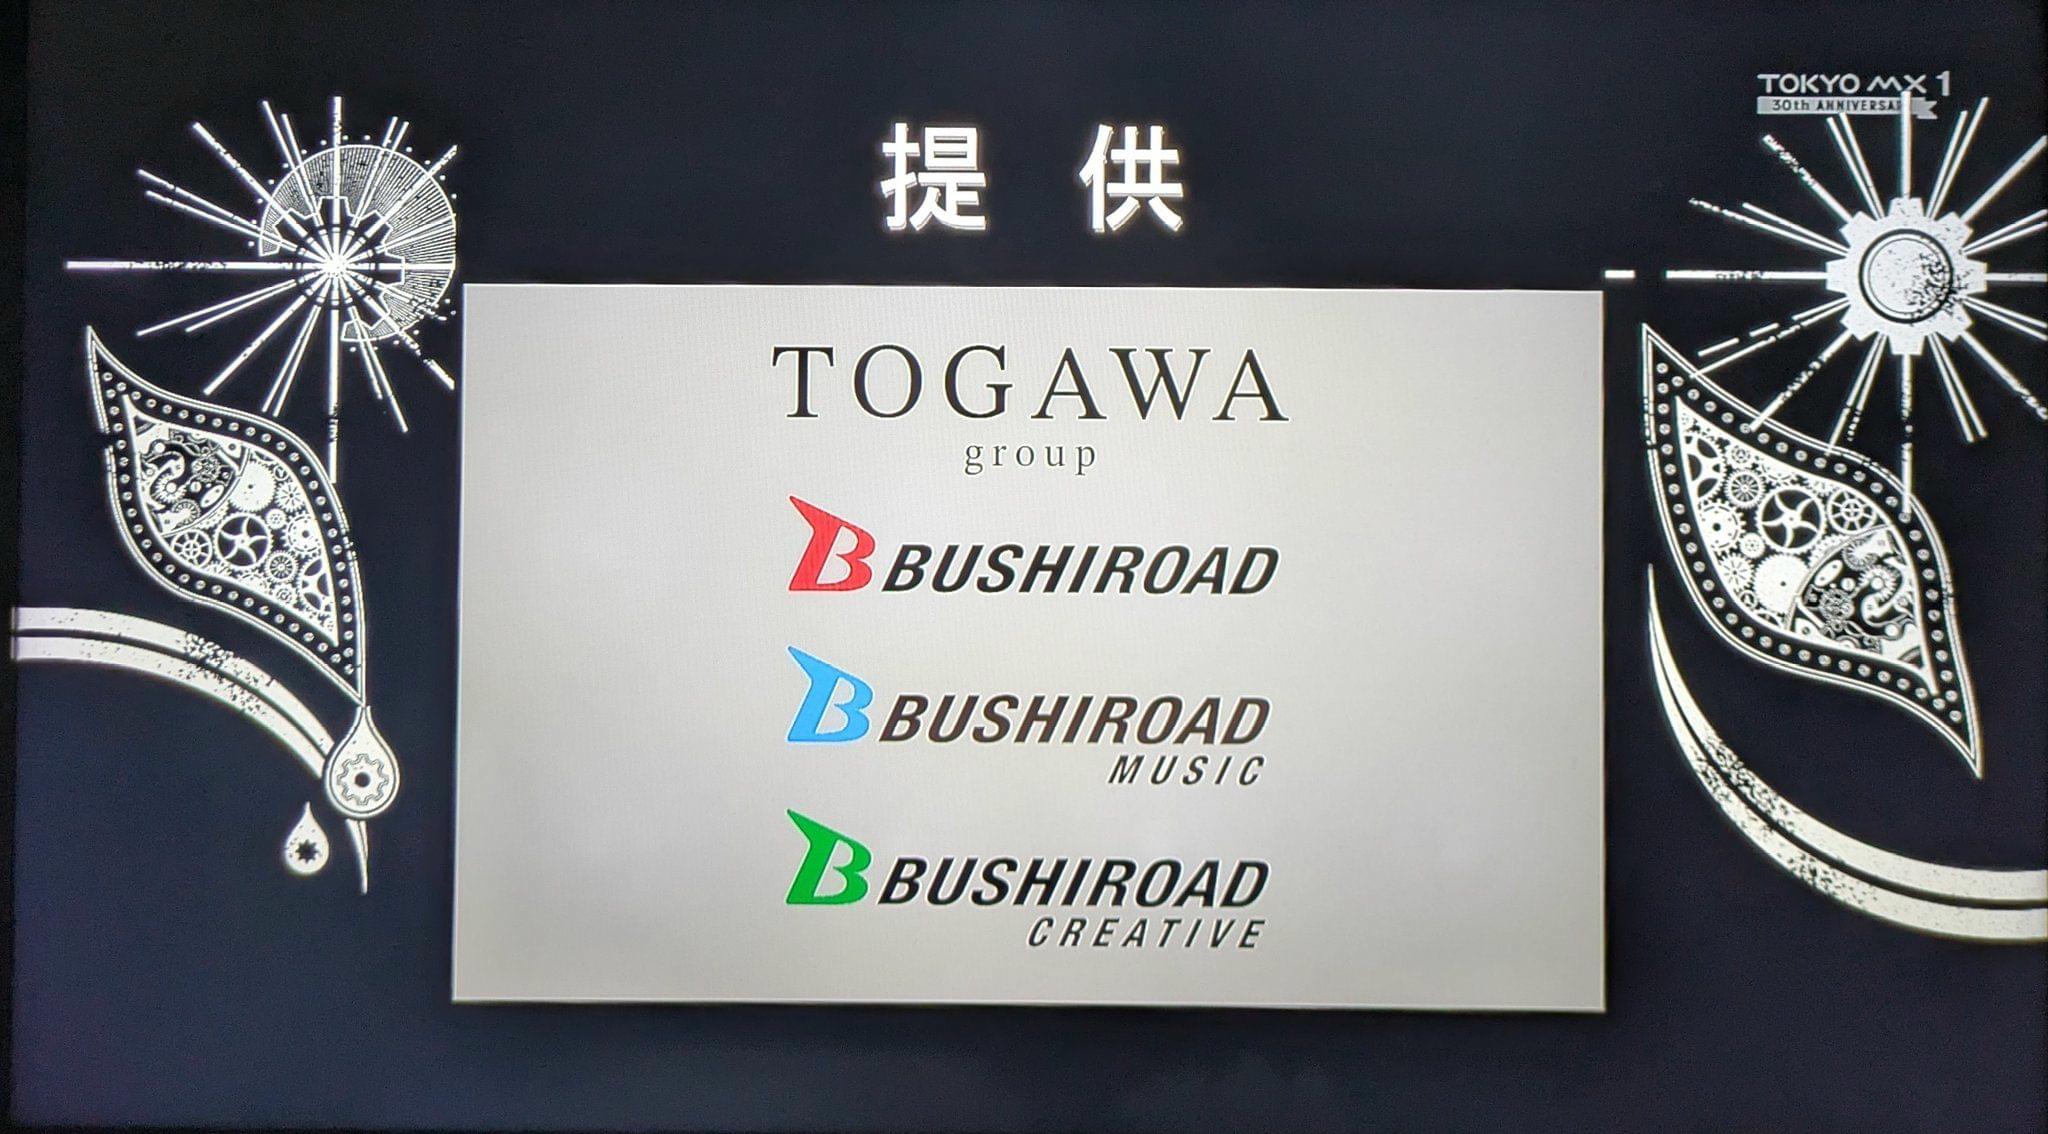 TOKYO MX 1
30th ANNIVERSARY
提 供
TOGAWA
group
BUSHIROAD
BUSHIROAD
MUSIC
BUSHIROAD
CREATIVE